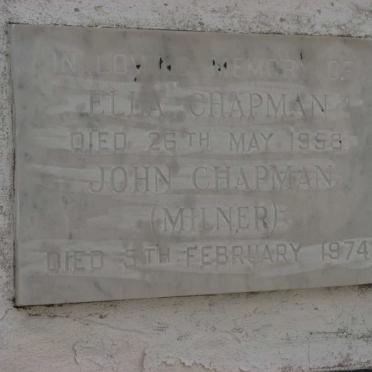 IN LOVING MEMORY OF
ELLA CHAPMAN
DIED 26TH MAY 1958
JOHN CHAPMAN
(MILNER)
DIED 5TH FEBRUARY 1974